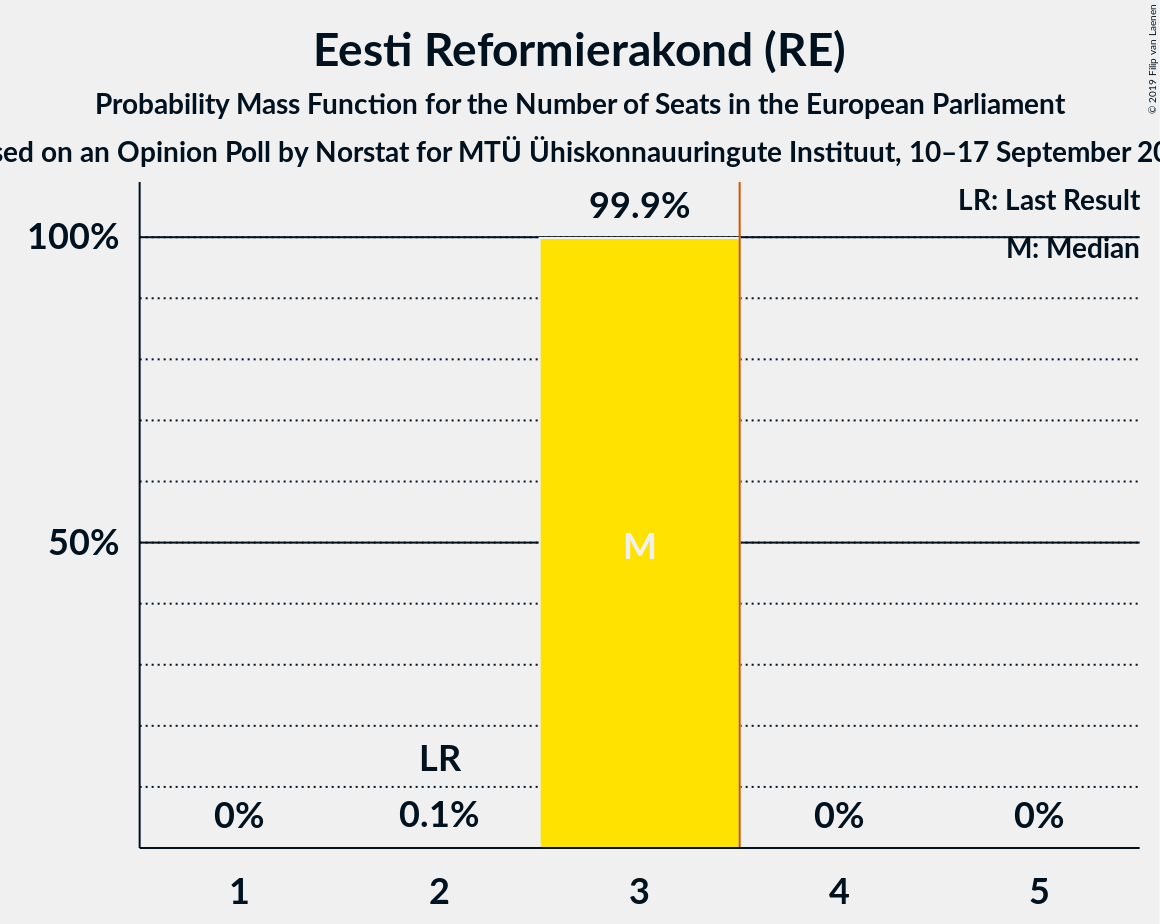 Eesti Reformierakond (RE)
Probability Mass Function for the Number of Seats in the European Parliament
on an Opinion Poll by Norstat for MTÜ Ühiskonnauuringute Instituut, 10–17 September
© 2019 Filip van Laenen
99.9%
LR: Last Result
100%
M: Median
50%
M
LR
0%
0.1%
0%
0%
1
2
3
4
5